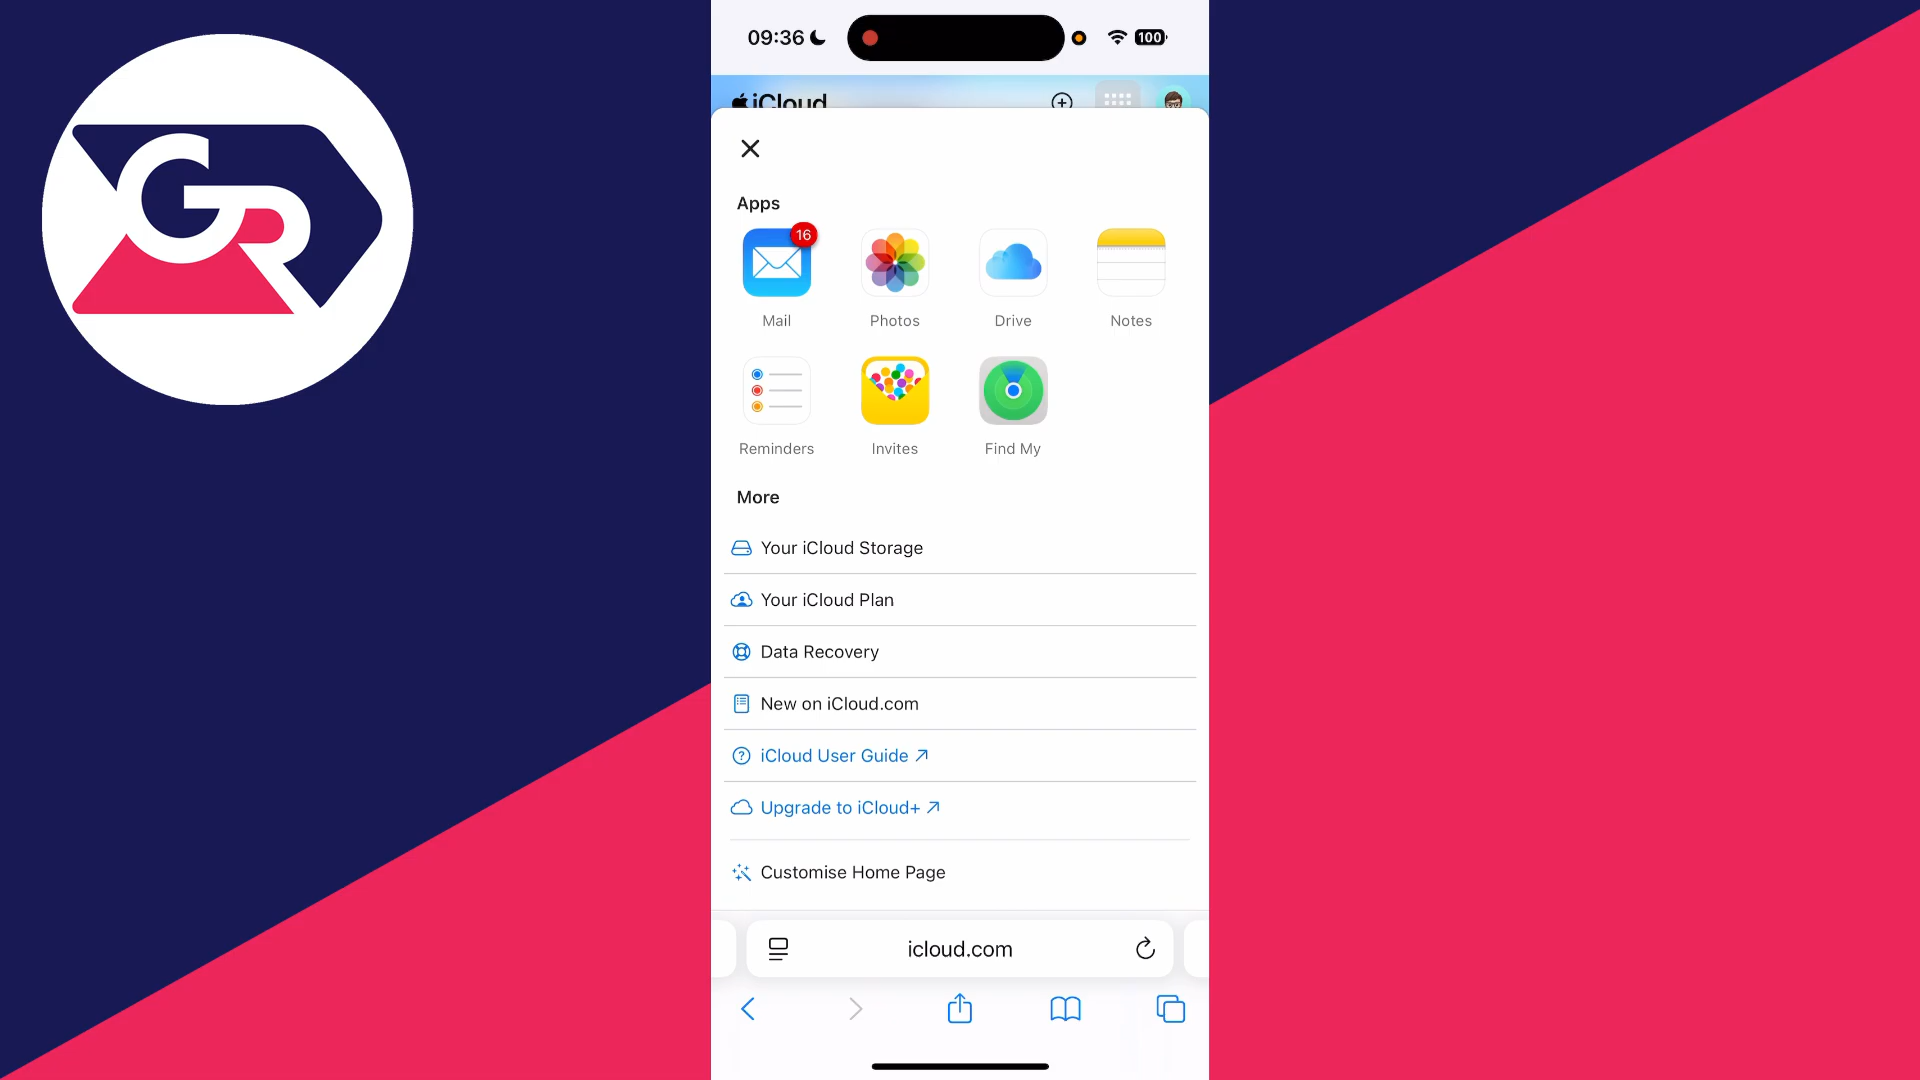 GR
09:36
100
iCloud
Apps
16
Mail
Photos
Drive
Notes
Reminders
Invites
Find My
More
Your iCloud Storage
Your iCloud Plan
Data Recovery
New on iCloud.com
iCloud User Guide
Upgrade to iCloud+
Customise Home Page
icloud.com